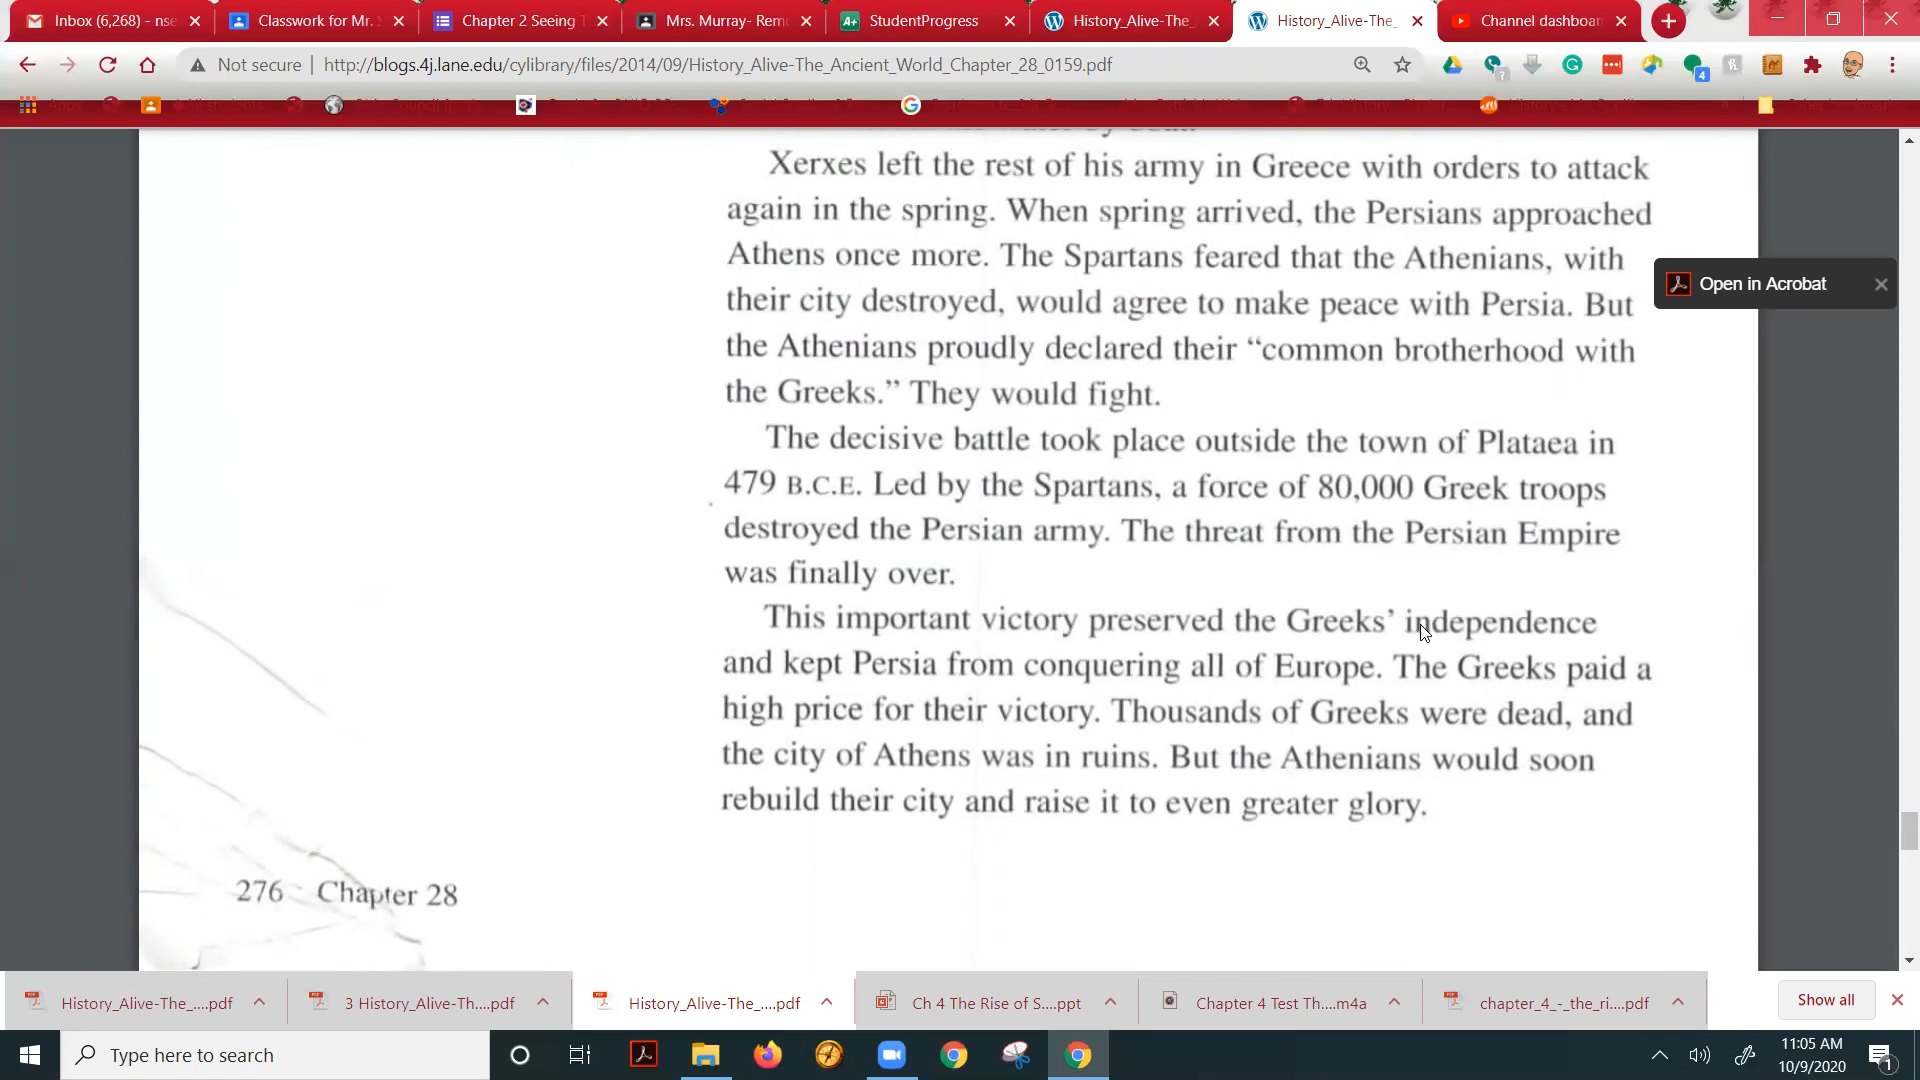 Inbox (6,268) - nse
Classwork for Mr.
Chapter 2 Seeing
Mrs. Murray- Rem
StudentProgress
History_Alive-The_
History_Alive-The_
Channel dashboa
Not secure
http://blogs.4j.lane.edu/cylibrary/files/2014/09/History_Alive-The_Ancient_World_Chapter_28_0159.pdf
Apps
Xerxes left the rest of his army in Greece with orders to attack
again in the spring. When spring arrived, the Persians approached
Athens once more. The Spartans feared that the Athenians, with
their city destroyed, would agree to make peace with Persia. But
the Athenians proudly declared their “common brotherhood with
the Greeks.” They would fight.
The decisive battle took place outside the town of Plataea in
479 B.C.E. Led by the Spartans, a force of 80,000 Greek troops
destroyed the Persian army. The threat from the Persian Empire
was finally over.
This important victory preserved the Greeks’ independence
and kept Persia from conquering all of Europe. The Greeks paid a
high price for their victory. Thousands of Greeks were dead, and
the city of Athens was in ruins. But the Athenians would soon
rebuild their city and raise it to even greater glory.
276 Chapter 28
Open in Acrobat
History_Alive-The_....pdf
3 History_Alive-Th....pdf
History_Alive-The_....pdf
Ch 4 The Rise of S....ppt
Chapter 4 Test Th....m4a
chapter_4_-_the_ri....pdf
Show all
Type here to search
11:05 AM
10/9/2020